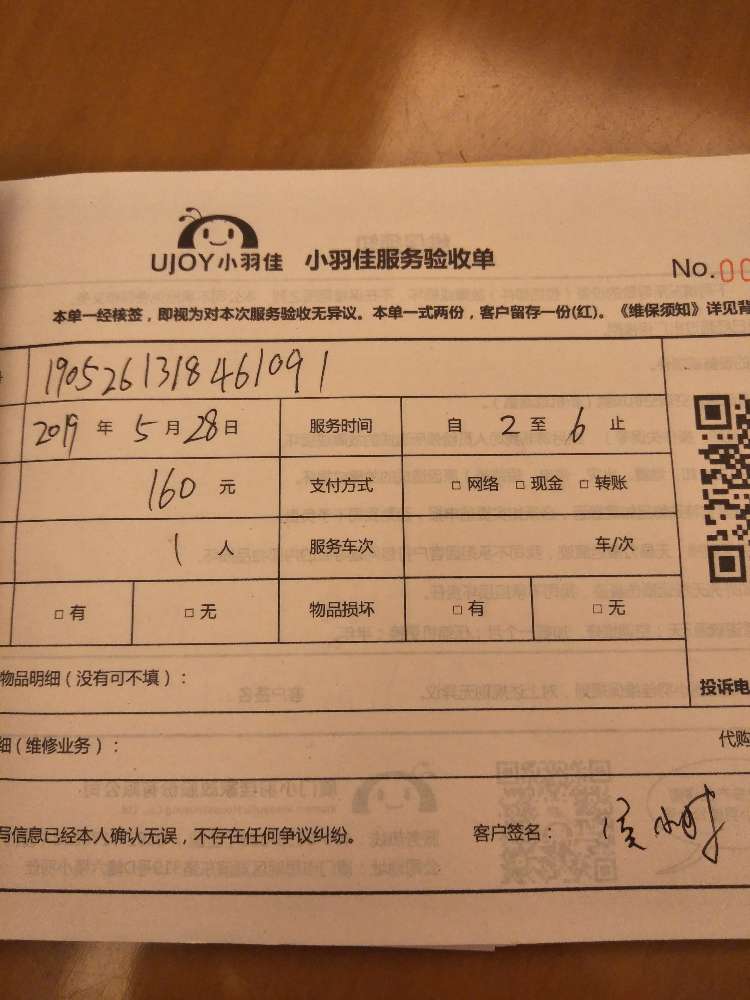 UJOY小羽佳 小羽佳服务验收单
No.00
本单一经核签，即视为对本次服务验收无异议。本单一式两份，客户留存一份(红)。《维保须知》详见背
1905261318461091
2019 年 5 月 28 日 服务时间 自 2 至 6 止
160 元 支付方式 □ 网络 □ 现金 □ 转账
1 人 服务车次 车/次
□ 有 □ 无 物品损坏 □ 有 □ 无
物品明细（没有可不填）：
投诉电
细（维修业务）：
代购
写信息已经本人确认无误，不存在任何争议纠纷。 客户签名：